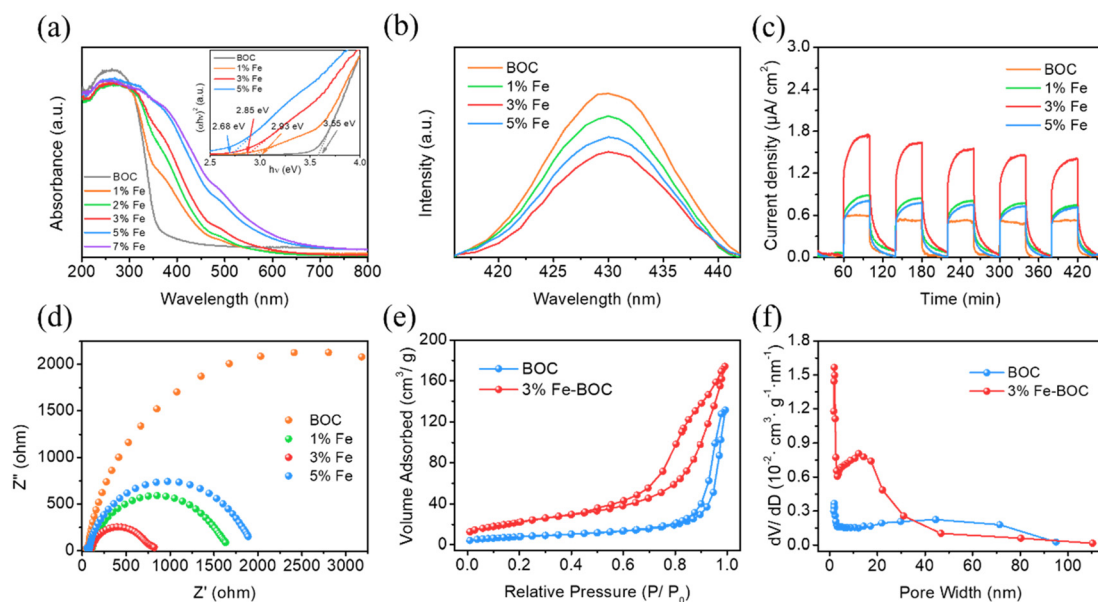 (a)
Absorbance (a.u.)
BOC
1% Fe
2% Fe
3% Fe
5% Fe
7% Fe
200 300 400 500 600 700 800
Wavelength (nm)
(αhν)² (a.u.)
BOC
1% Fe
3% Fe
5% Fe
2.85 eV
2.68 eV
2.93 eV
3.55 eV
2.5 3.0 3.5 4.0
hν (eV)
(b)
Intensity (a.u.)
BOC
1% Fe
3% Fe
5% Fe
420 425 430 435 440
Wavelength (nm)
(c)
Current density (μA/ cm²)
3.0
2.4
1.8
1.2
0.6
0.0
BOC
1% Fe
3% Fe
5% Fe
60 120 180 240 300 360 420
Time (min)
(d)
Z" (ohm)
2000
1500
1000
500
0
BOC
1% Fe
3% Fe
5% Fe
0 500 1000 1500 2000 2500 3000
Z' (ohm)
(e)
Volume Adsorbed (cm³/ g)
200
160
120
80
40
0
BOC
3% Fe-BOC
0.0 0.2 0.4 0.6 0.8 1.0
Relative Pressure (P/ P₀)
(f)
dV/ dD (10⁻²· cm³· g⁻¹·nm⁻¹)
1.8
1.5
1.2
0.9
0.6
0.3
0.0
BOC
3% Fe-BOC
0 20 40 60 80 100
Pore Width (nm)